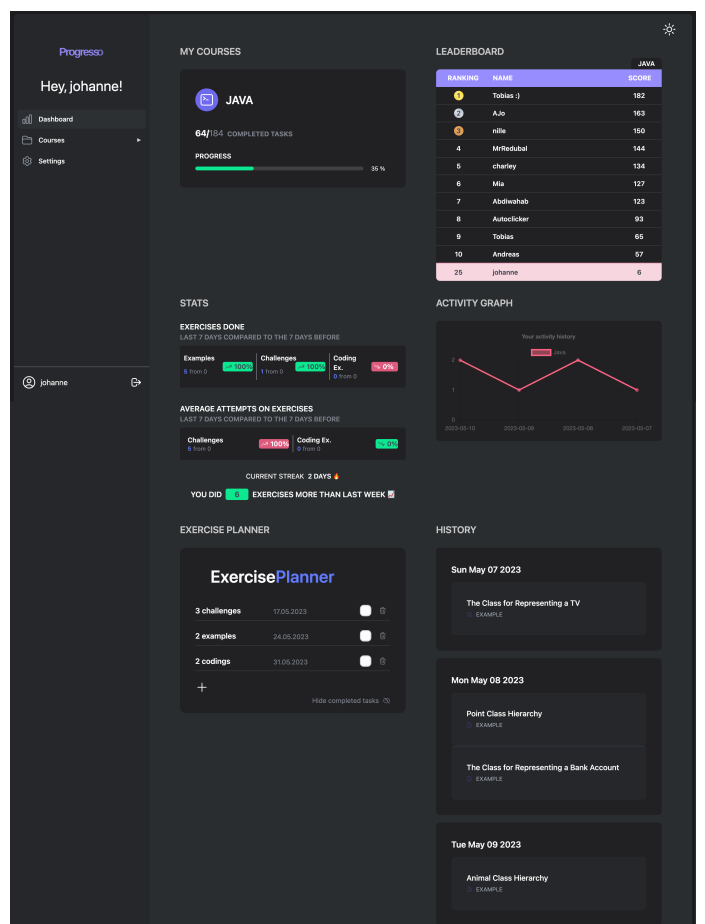 Progresso
Hey, johanne!
Dashboard
Courses
Settings
johanne
MY COURSES
JAVA
64/184 COMPLETED TASKS
PROGRESS
35 %
LEADERBOARD
JAVA
RANKING NAME SCORE
1 Tobias :) 182
2 AJo 163
3 nille 150
4 MrRedubal 144
5 charley 134
6 Mia 127
7 Abdiwahab 123
8 Autoclicker 93
9 Tobias 65
10 Andreas 57
25 johanne 6
STATS
EXERCISES DONE
LAST 7 DAYS COMPARED TO THE 7 DAYS BEFORE
Examples
5 from 0
100%
Challenges
1 from 0
100%
Coding
Ex.
0 from 0
0%
AVERAGE ATTEMPTS ON EXERCISES
LAST 7 DAYS COMPARED TO THE 7 DAYS BEFORE
Challenges
5 from 0
100%
Coding Ex.
0 from 0
0%
CURRENT STREAK 2 DAYS 🔥
YOU DID 6 EXERCISES MORE THAN LAST WEEK 📈
ACTIVITY GRAPH
Your activity history
Java
2
1
0
2023-05-10 2023-05-09 2023-05-08 2023-05-07
EXERCISE PLANNER
ExercisePlanner
3 challenges 17.05.2023
2 examples 24.05.2023
2 codings 31.05.2023
+
Hide completed tasks
HISTORY
Sun May 07 2023
The Class for Representing a TV
EXAMPLE
Mon May 08 2023
Point Class Hierarchy
EXAMPLE
The Class for Representing a Bank Account
EXAMPLE
Tue May 09 2023
Animal Class Hierarchy
EXAMPLE